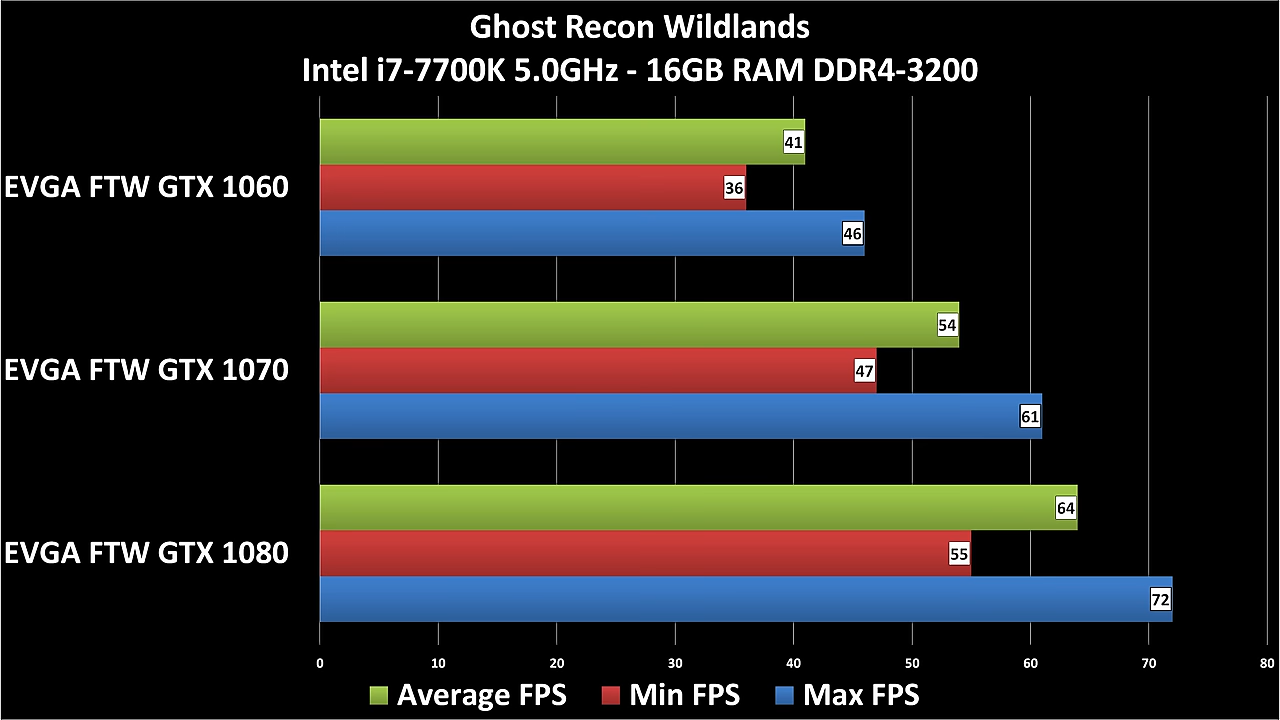 Ghost Recon Wildlands
Intel i7-7700K 5.0GHz - 16GB RAM DDR4-3200
41
EVGA FTW GTX 1060
36
46
54
EVGA FTW GTX 1070
47
61
64
EVGA FTW GTX 1080
55
72
0 10 20 30 40 50 60 70 80
Average FPS Min FPS Max FPS